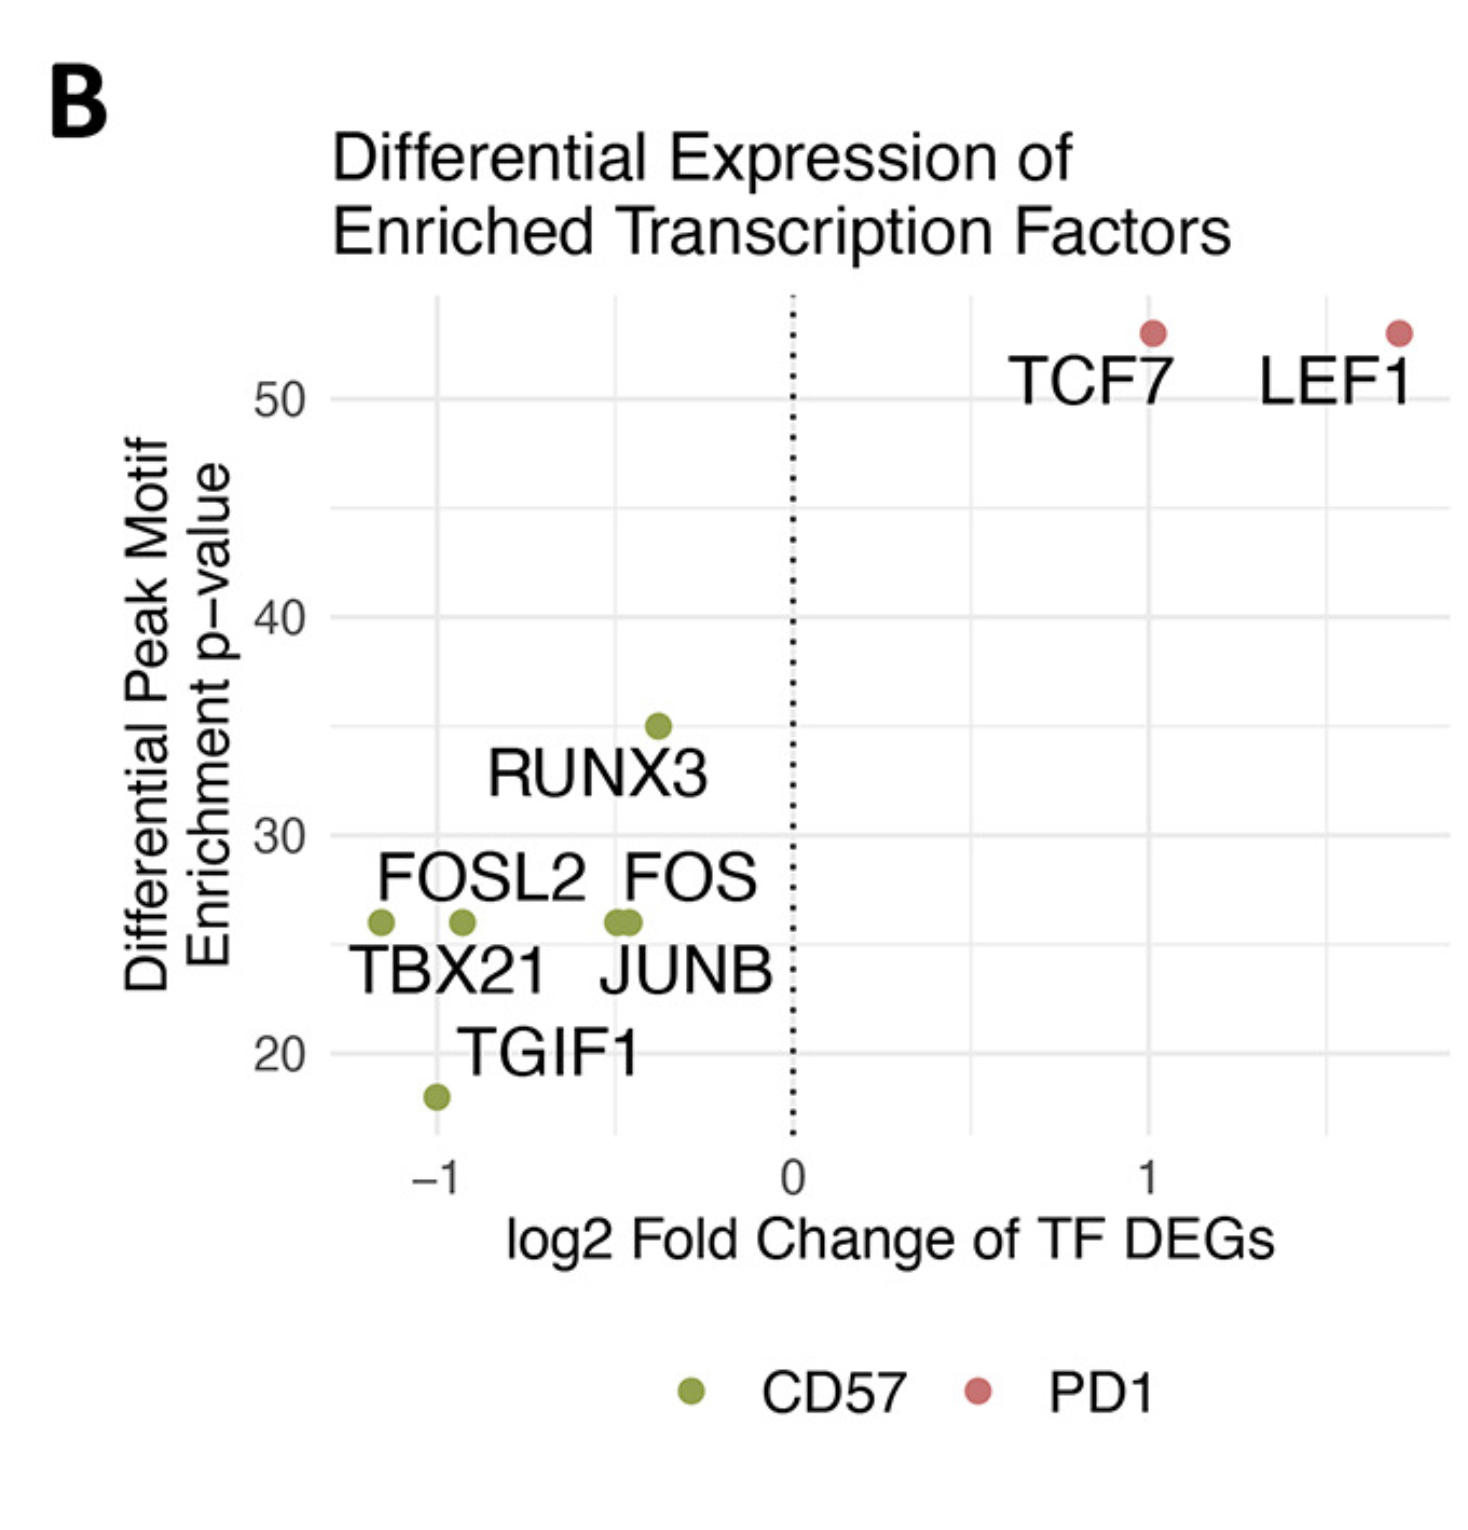 B
Differential Expression of
Enriched Transcription Factors
Differential Peak Motif
Enrichment p-value
50
40
30
20
TCF7 LEF1
RUNX3
FOSL2 FOS
TBX21 JUNB
TGIF1
−1 0 1
log2 Fold Change of TF DEGs
CD57 PD1